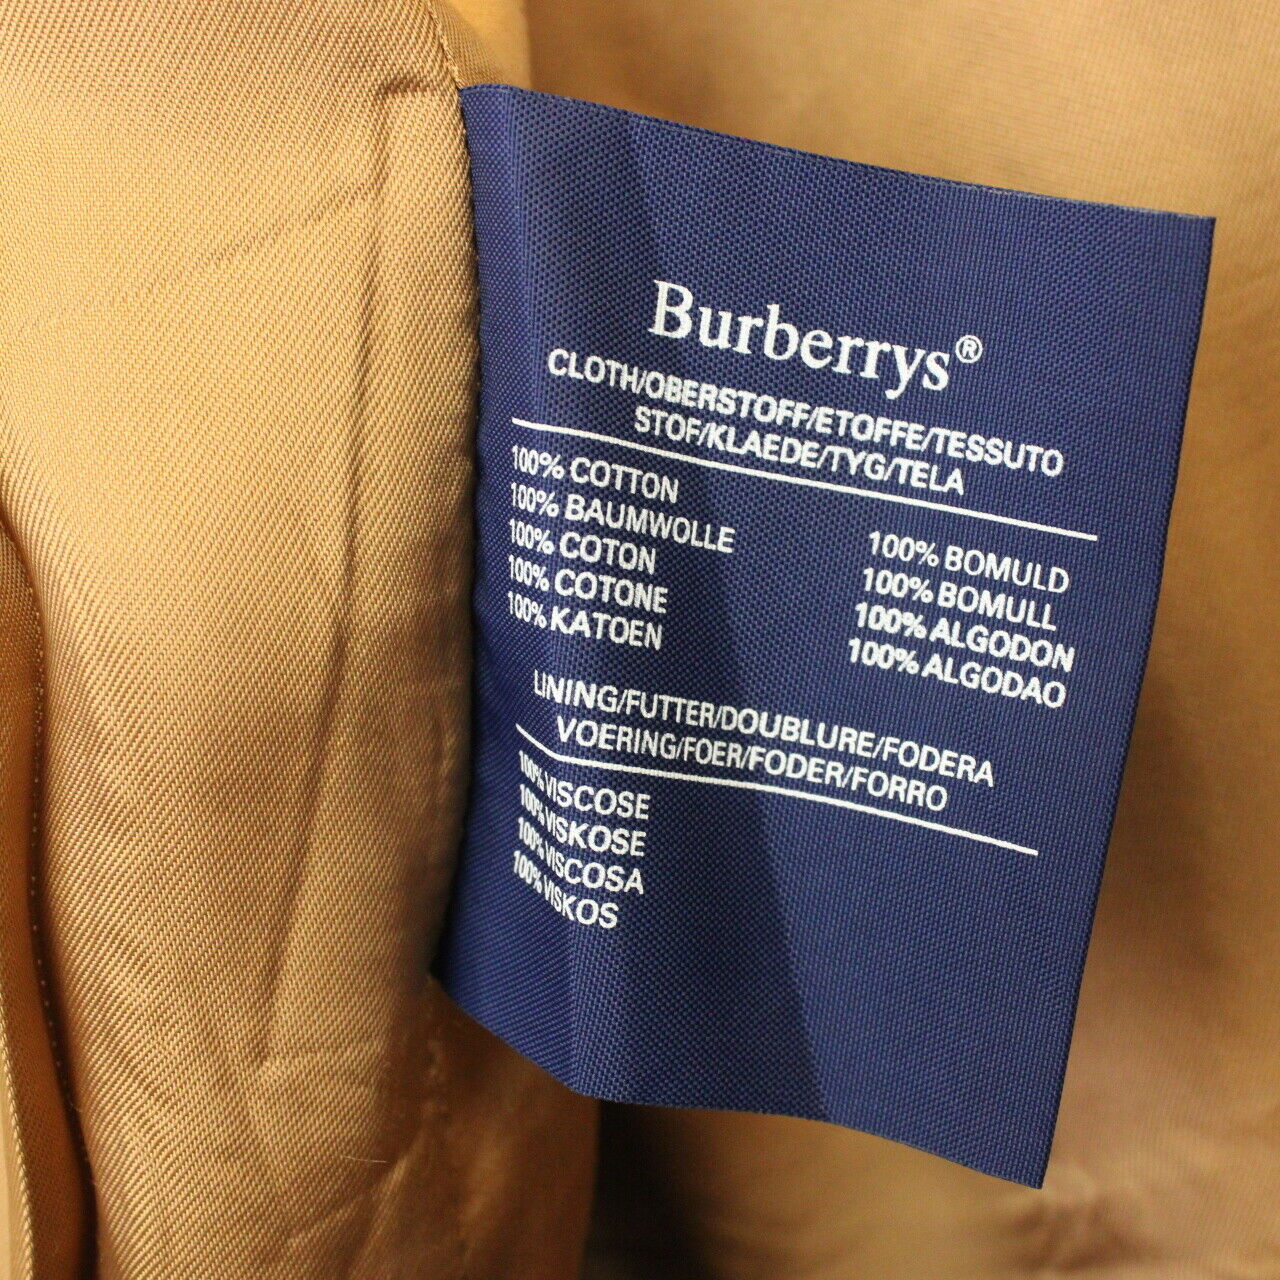 Burberrys®
CLOTH/OBERSTOFF/ETOFFE/TESSUTO
STOF/KLAEDE/TYG/TELA
100% COTTON
100% BAUMWOLLE
100% COTON
100% COTONE
100% KATOEN
100% BOMULD
100% BOMULL
100% ALGODON
100% ALGODAO
LINING/FUTTER/DOUBLURE/FODERA
VOERING/FOER/FODER/FORRO
100% VISCOSE
100% VISKOSE
100% VISCOSA
100% VISKOS